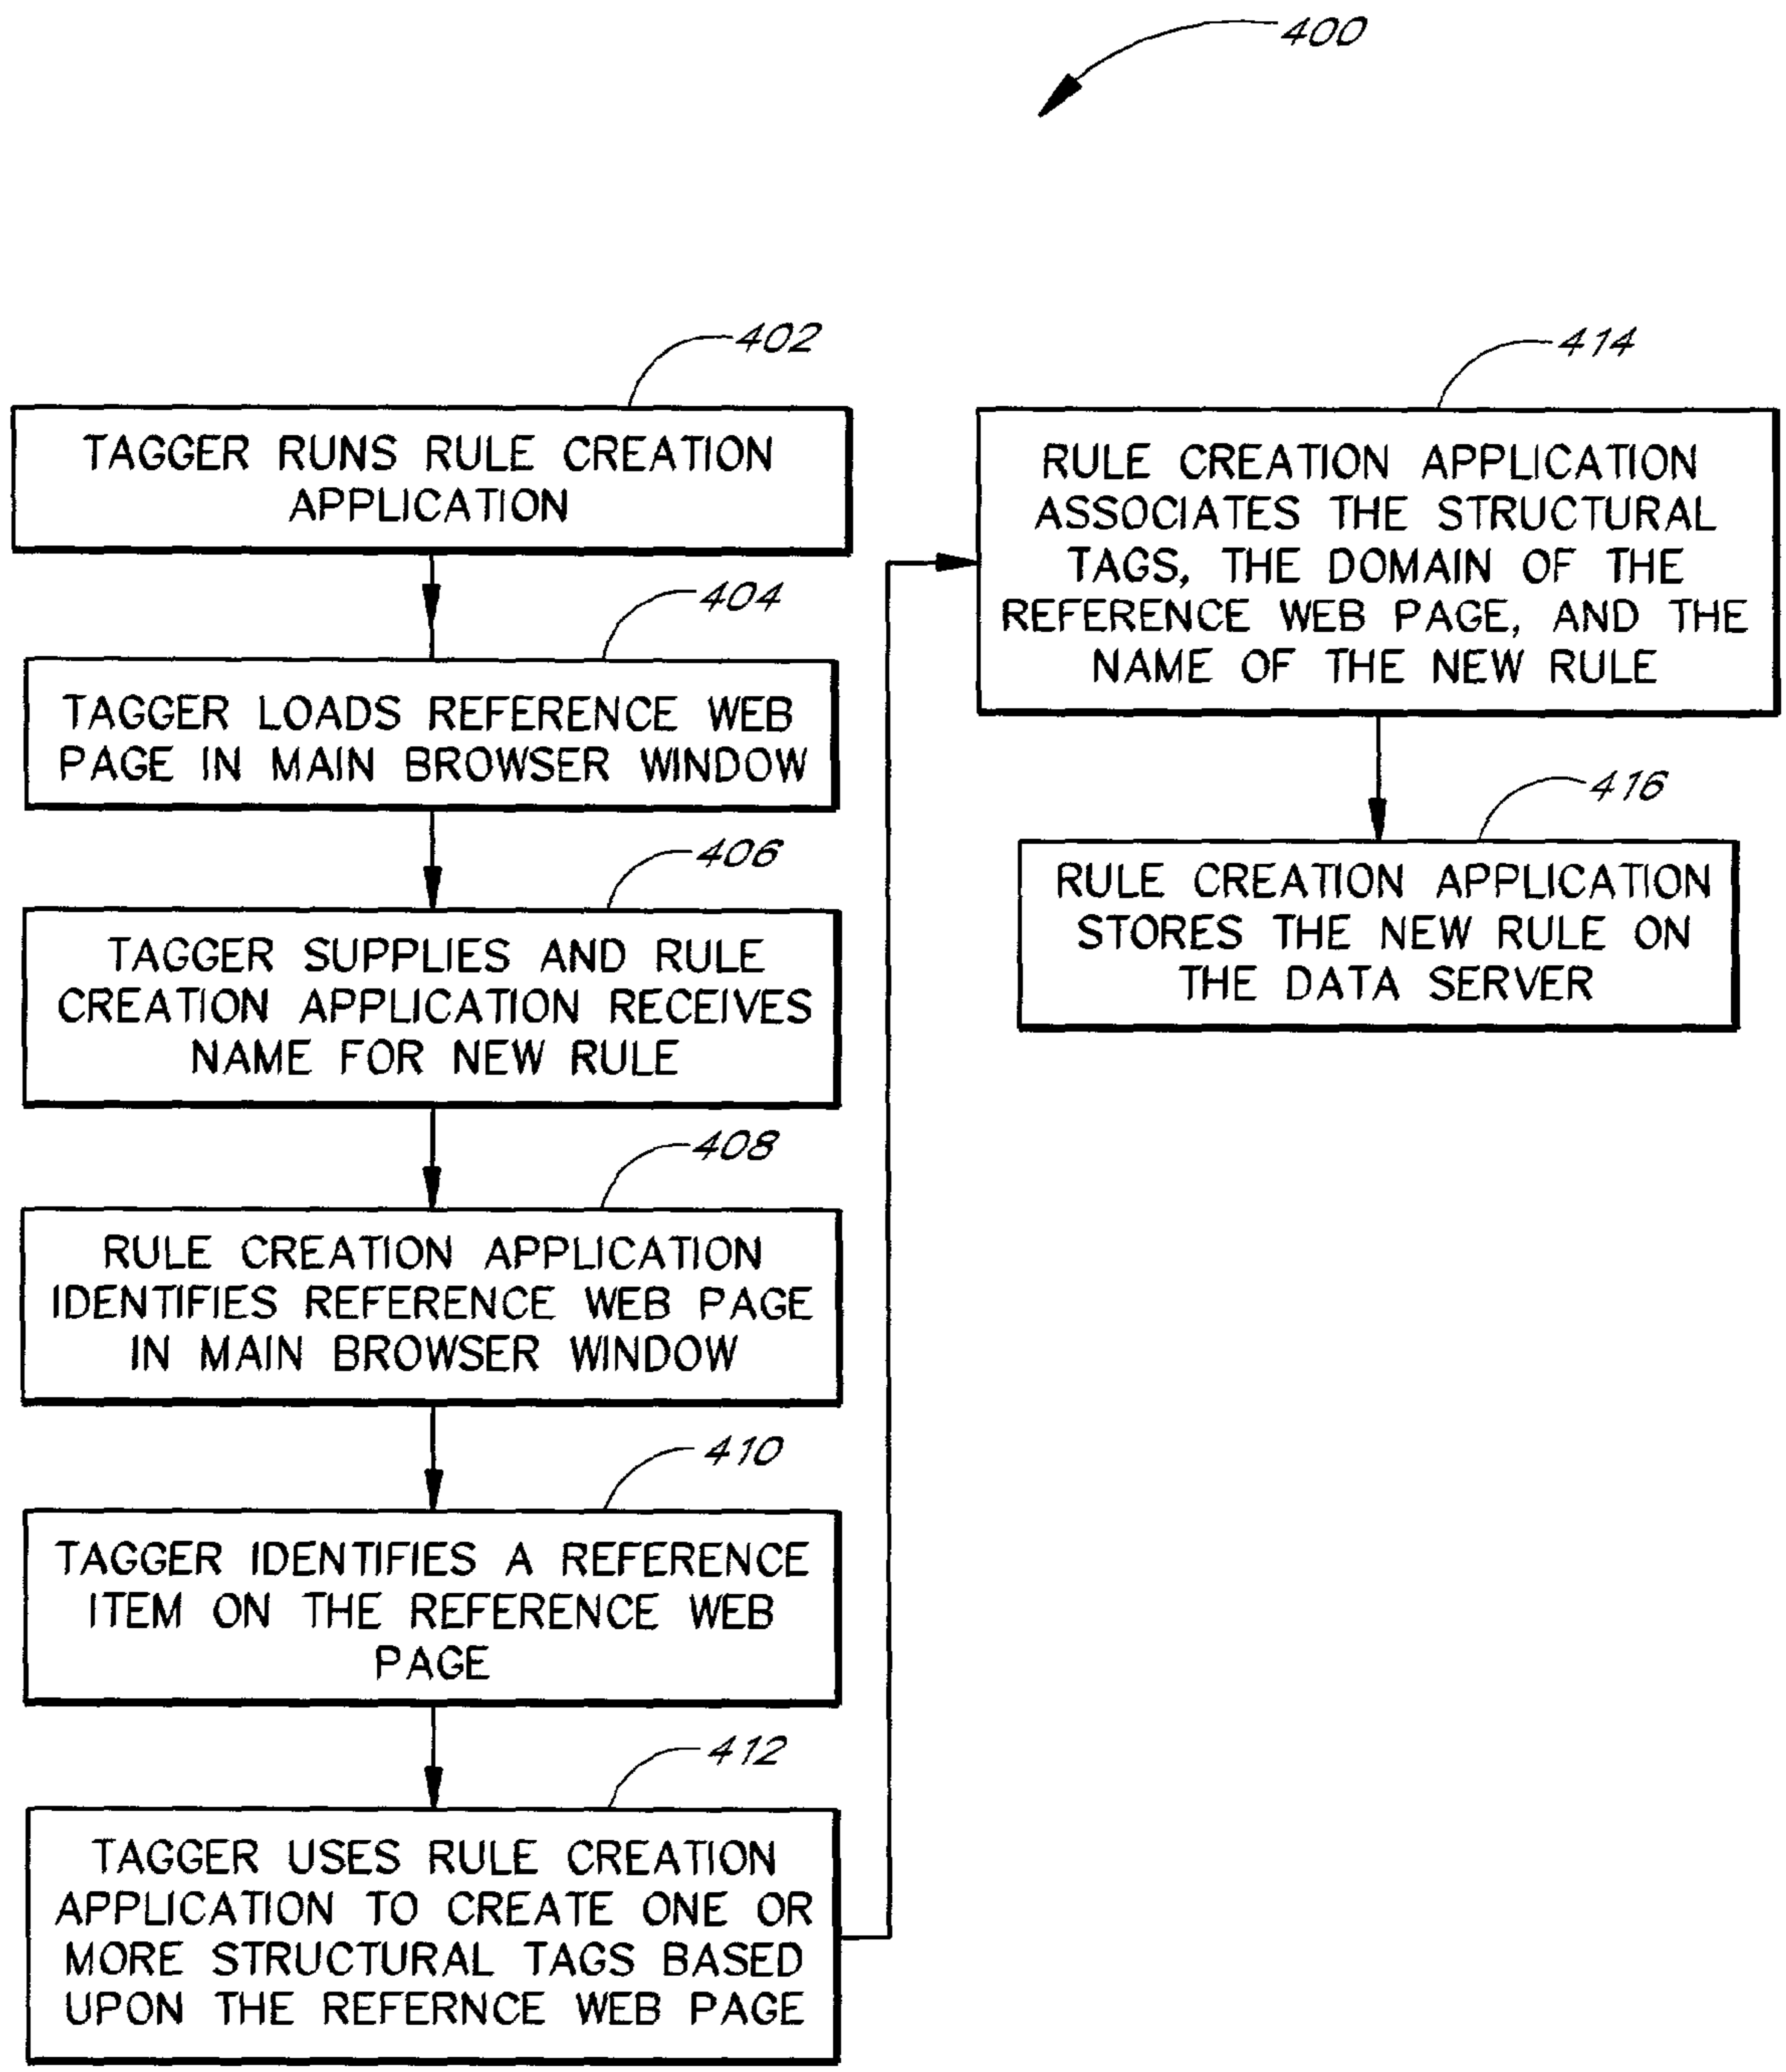 400
402
TAGGER RUNS RULE CREATION
APPLICATION
404
TAGGER LOADS REFERENCE WEB
PAGE IN MAIN BROWSER WINDOW
406
TAGGER SUPPLIES AND RULE
CREATION APPLICATION RECEIVES
NAME FOR NEW RULE
408
RULE CREATION APPLICATION
IDENTIFIES REFERENCE WEB PAGE
IN MAIN BROWSER WINDOW
410
TAGGER IDENTIFIES A REFERENCE
ITEM ON THE REFERENCE WEB
PAGE
412
TAGGER USES RULE CREATION
APPLICATION TO CREATE ONE OR
MORE STRUCTURAL TAGS BASED
UPON THE REFERNCE WEB PAGE
414
RULE CREATION APPLICATION
ASSOCIATES THE STRUCTURAL
TAGS, THE DOMAIN OF THE
REFERENCE WEB PAGE, AND THE
NAME OF THE NEW RULE
416
RULE CREATION APPLICATION
STORES THE NEW RULE ON
THE DATA SERVER